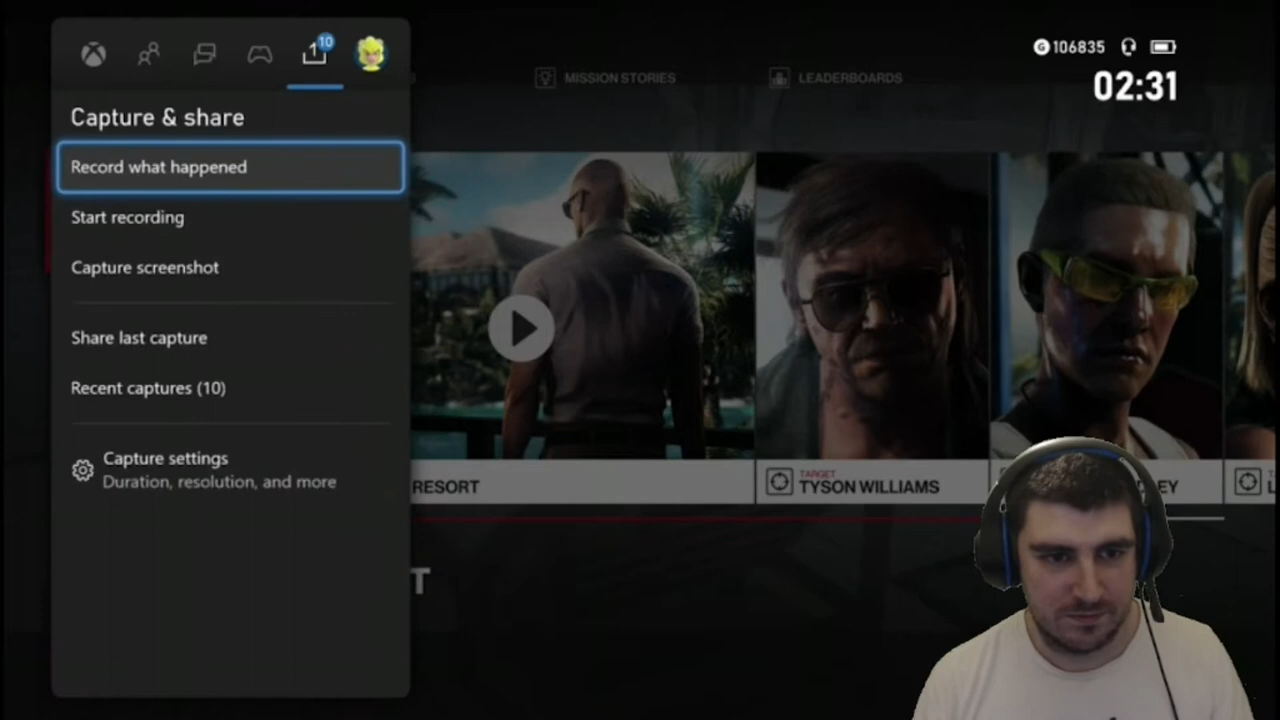 10
106835
02:31
MISSION STORIES
LEADERBOARDS
Capture & share
Record what happened
Start recording
Capture screenshot
Share last capture
Recent captures (10)
Capture settings
Duration, resolution, and more
RESORT
TARGET
TYSON WILLIAMS